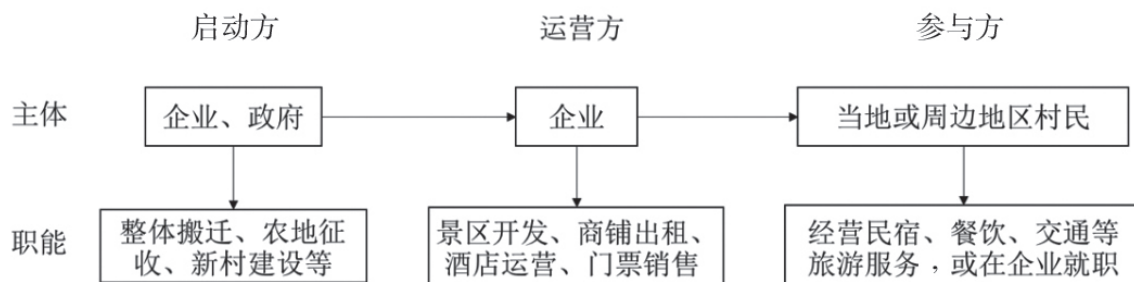 启动方 运营方 参与方
主体 企业、政府 企业 当地或周边地区村民
职能
整体搬迁、农地征
收、新村建设等
景区开发、商铺出租、
酒店运营、门票销售
经营民宿、餐饮、交通等
旅游服务，或在企业就职